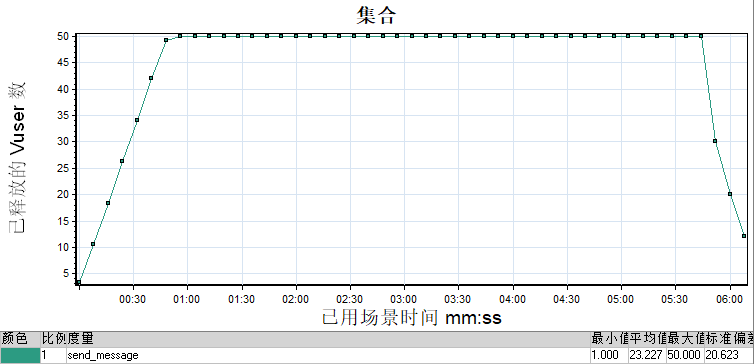 集合
已释放的 Vuser 数
50
45
40
35
30
25
20
15
10
5
00:30 01:00 01:30 02:00 02:30 03:00 03:30 04:00 04:30 05:00 05:30 06:00
已用场景时间 mm:ss
颜色 比例 度量 最小值 平均值 最大值 标准偏差
1 send_message 1.000 23.227 50.000 20.623